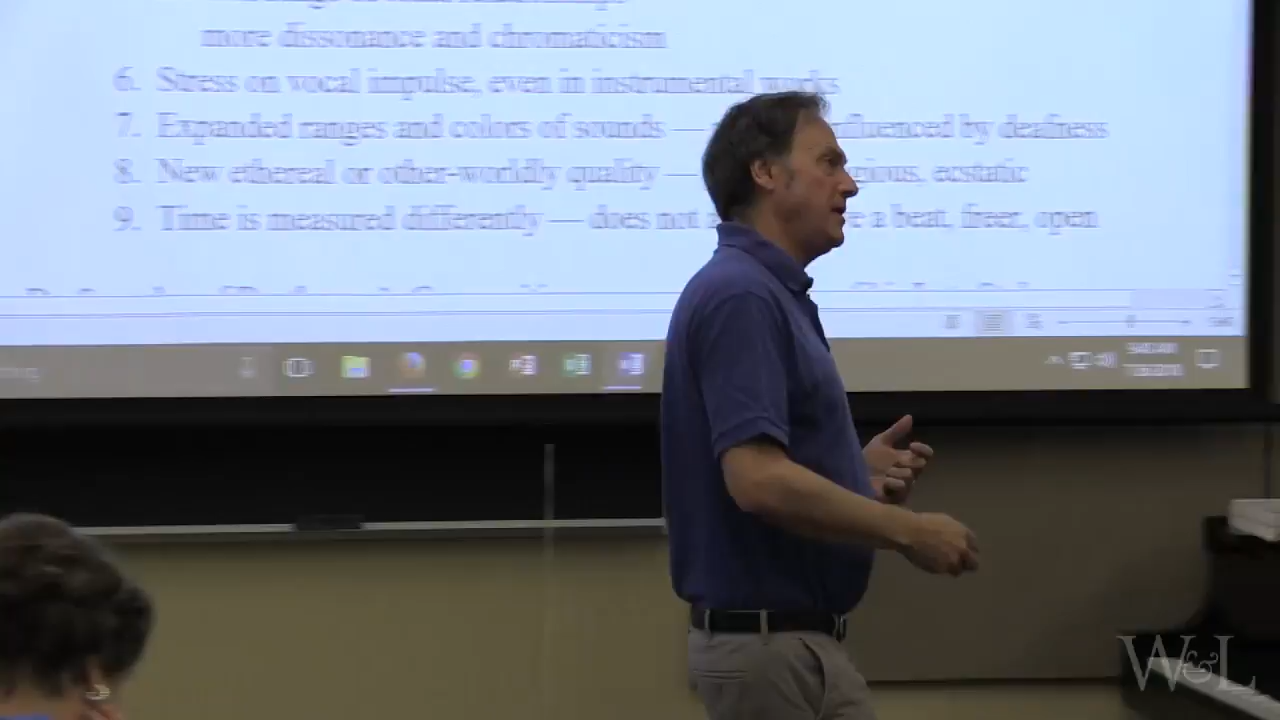 more dissonance and chromaticism
6. Stress on vocal impulse, even in instrumental works
7. Expanded ranges and colors of sounds — influenced by deafness
8. New ethereal or other-worldly quality — ecstatic
9. Time is measured differently — does not a beat, freer, open
W&L